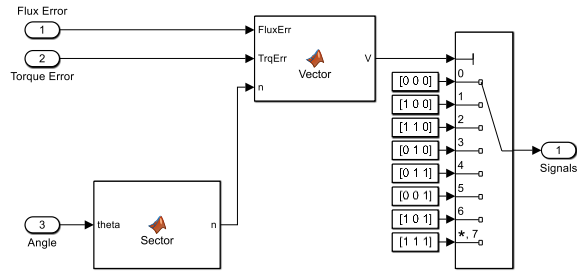 Flux Error
1
2
Torque Error
FluxErr
TrqErr
n
V
Vector
3
Angle
theta
n
Sector
[0 0 0]
[1 0 0]
[1 1 0]
[0 1 0]
[0 1 1]
[0 0 1]
[1 0 1]
[1 1 1]
0
1
2
3
4
5
6
*, 7
1
Signals